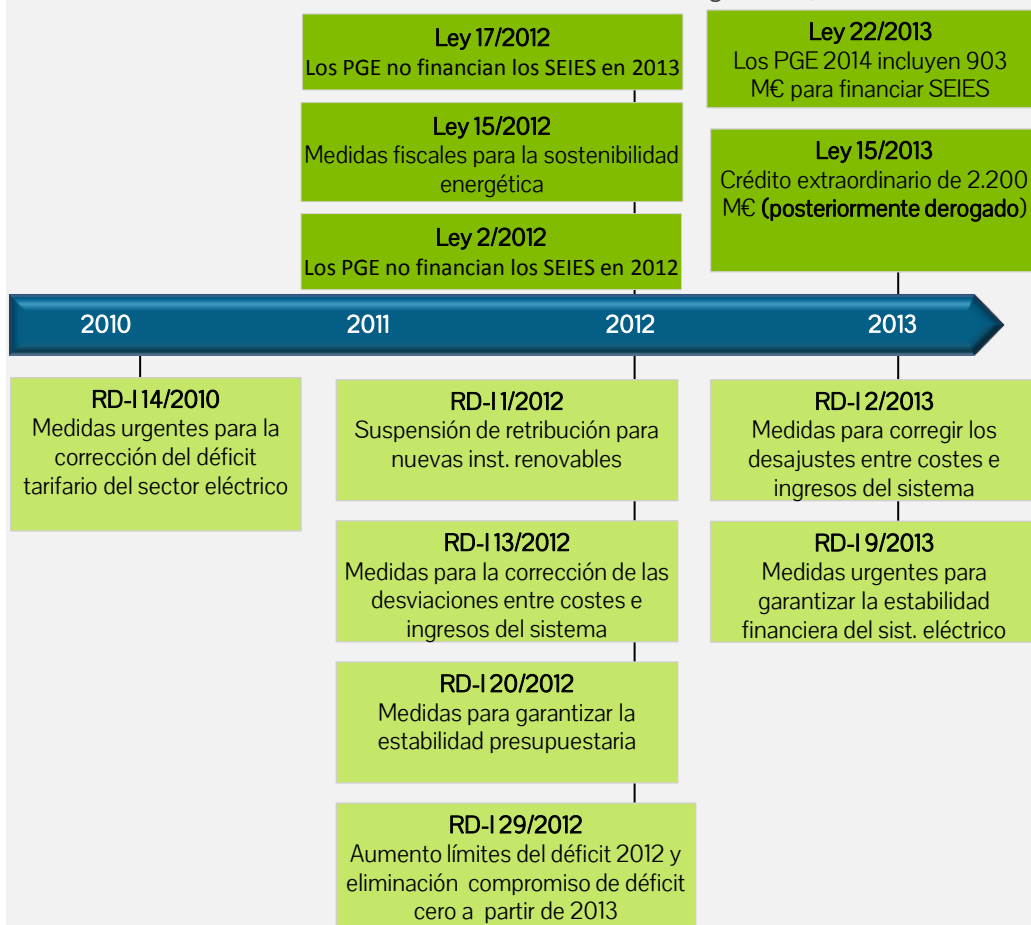 Ley 17/2012
Los PGE no financian los SEIES en 2013
Ley 15/2012
Medidas fiscales para la sostenibilidad
energética
Ley 2/2012
Los PGE no financian los SEIES en 2012
Ley 22/2013
Los PGE 2014 incluyen 903
M€ para financiar SEIES
Ley 15/2013
Crédito extraordinario de 2.200
M€ (posteriormente derogado)
2010 2011 2012 2013
RD-l 14/2010
Medidas urgentes para la
corrección del déficit
tarifario del sector eléctrico
RD-l 1/2012
Suspensión de retribución para
nuevas inst. renovables
RD-l 13/2012
Medidas para la corrección de las
desviaciones entre costes e
ingresos del sistema
RD-l 20/2012
Medidas para garantizar la
estabilidad presupuestaria
RD-l 29/2012
Aumento límites del déficit 2012 y
eliminación compromiso de déficit
cero a partir de 2013
RD-l 2/2013
Medidas para corregir los
desajustes entre costes e
ingresos del sistema
RD-l 9/2013
Medidas urgentes para
garantizar la estabilidad
financiera del sist. eléctrico